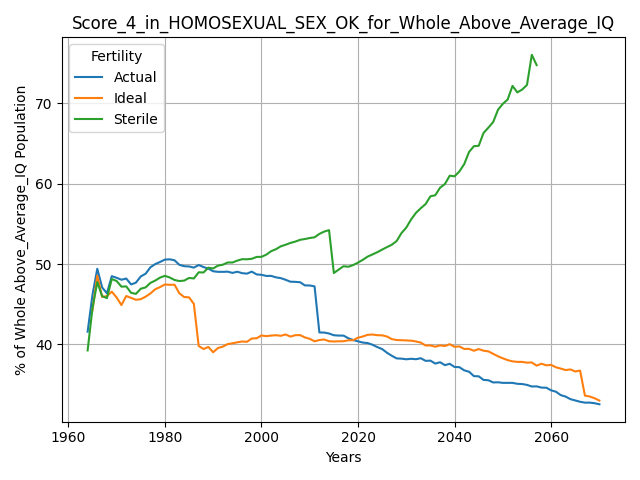 Score_4_in_HOMOSEXUAL_SEX_OK_for_Whole_Above_Average_IQ
Fertility
Actual
Ideal
Sterile
% of Whole Above_Average_IQ Population
70
60
50
40
1960
1980
2000
2020
2040
2060
Years